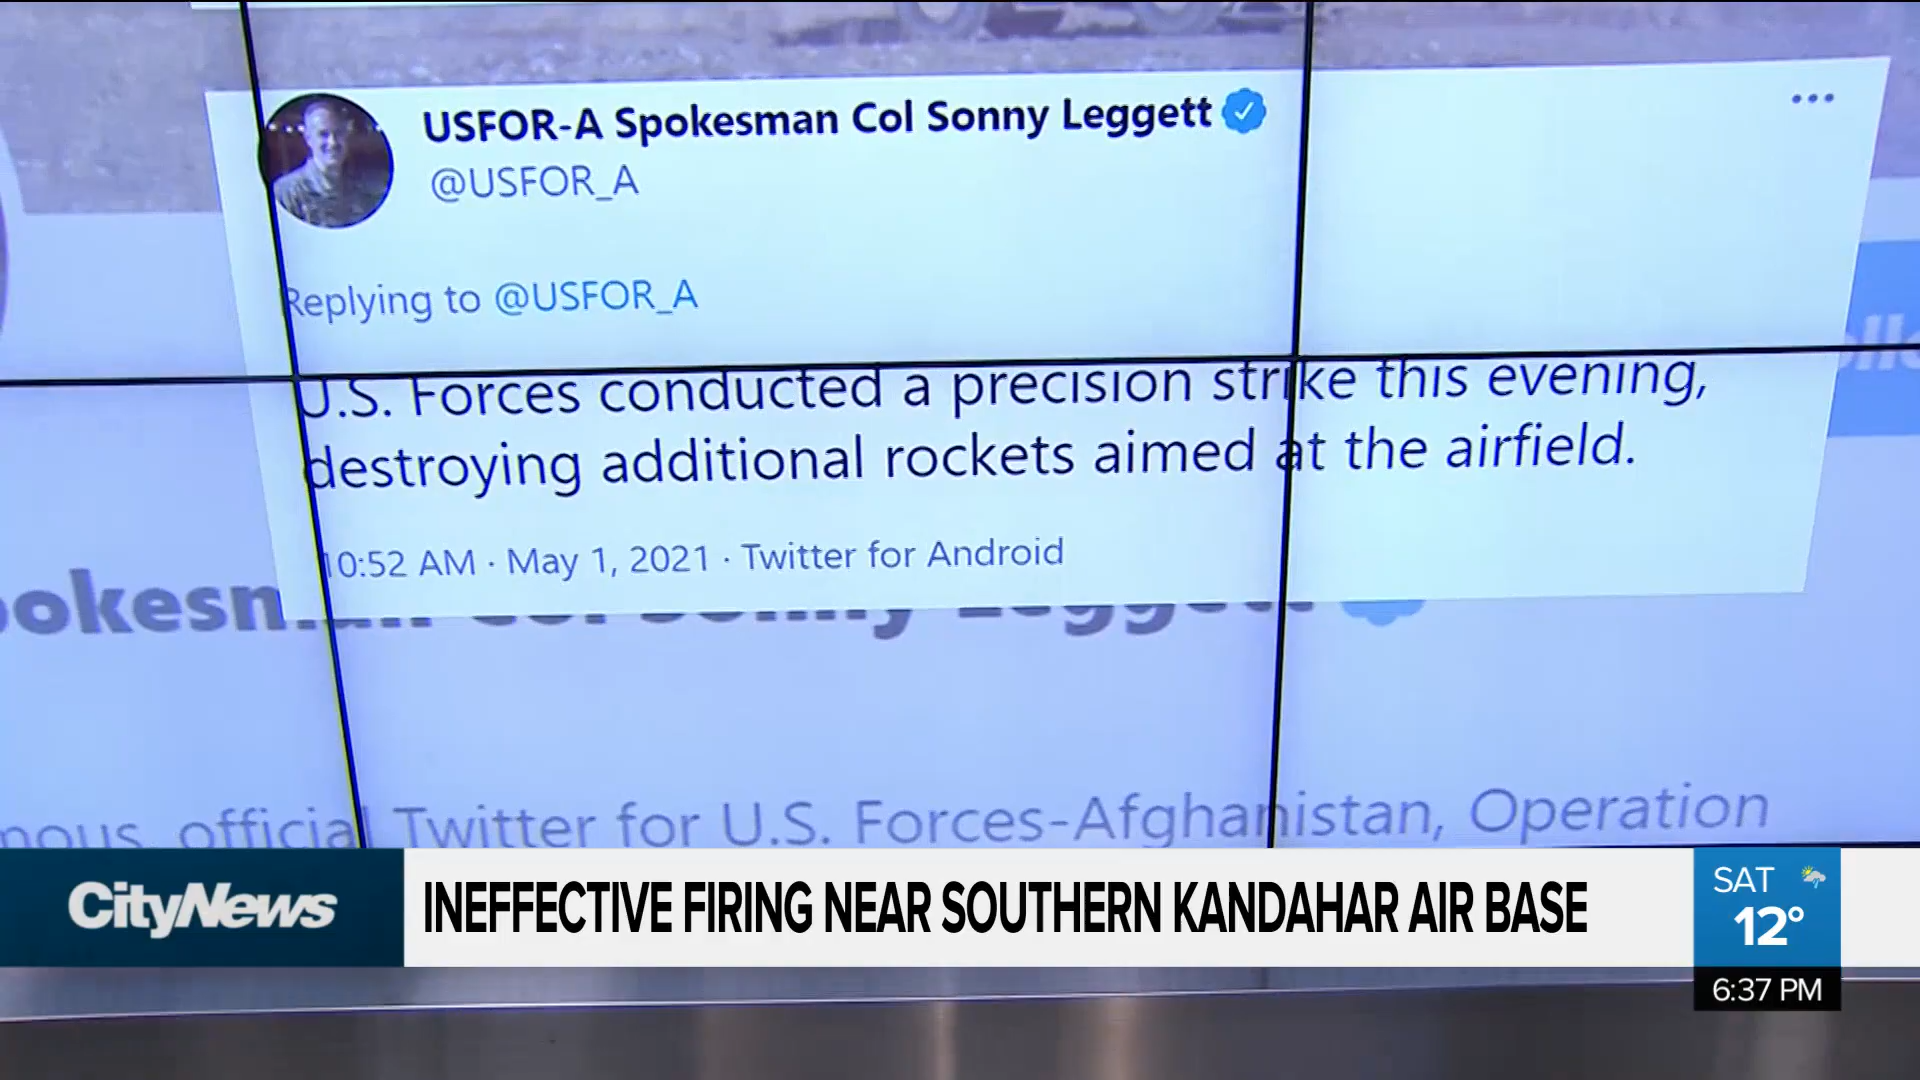 USFOR-A Spokesman Col Sonny Leggett
@USFOR_A
Replying to @USFOR_A
U.S. Forces conducted a precision strike this evening,
destroying additional rockets aimed at the airfield.
10:52 AM · May 1, 2021 · Twitter for Android
Sonny Leggett
official Twitter for U.S. Forces-Afghanistan, Operation
CityNews
INEFFECTIVE FIRING NEAR SOUTHERN KANDAHAR AIR BASE
SAT
12°
6:37 PM